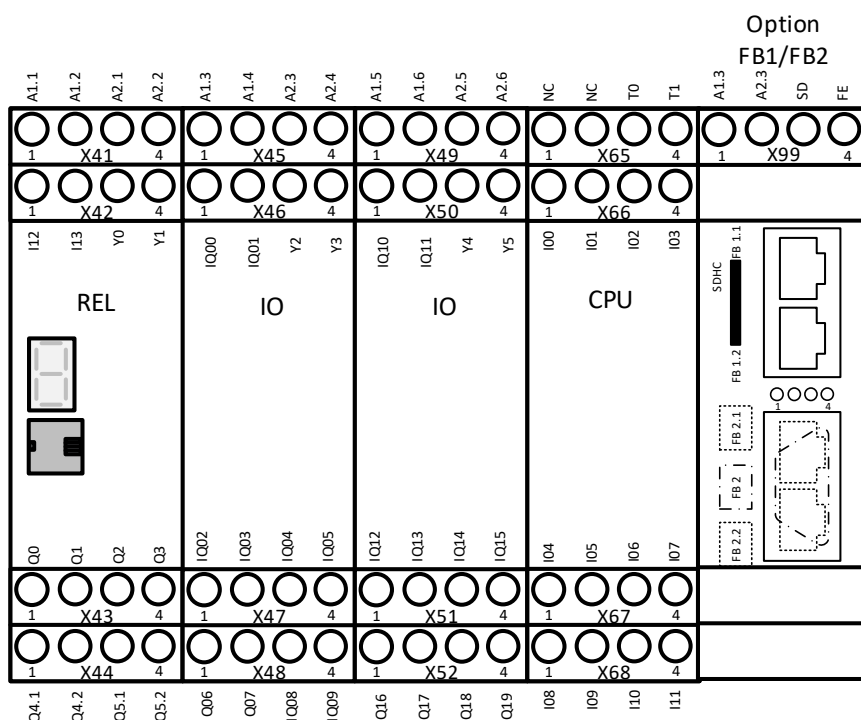 Option
FB1/FB2
A1.1 A1.2 A2.1 A2.2 A1.3 A1.4 A2.3 A2.4 A1.5 A1.6 A2.5 A2.6 NC NC T0 T1 A1.3 A2.3 SD FE
1 X41 4 1 X45 4 1 X49 4 1 X65 4 1 X99 4
1 X42 4 1 X46 4 1 X50 4 1 X66 4
I12 I13 Y0 Y1 IQ00 IQ01 Y2 Y3 IQ10 IQ11 Y4 Y5 I00 I01 I02 I03
REL IO IO CPU
SDHC
FB 1.1
FB 1.2
1 4
FB 2.1
FB 2
FB 2.2
Q0 Q1 Q2 Q3 IQ02 IQ03 IQ04 IQ05 IQ12 IQ13 IQ14 IQ15 I04 I05 I06 I07
1 X43 4 1 X47 4 1 X51 4 1 X67 4
1 X44 4 1 X48 4 1 X52 4 1 X68 4
Q4.1 Q4.2 Q5.1 Q5.2 Q06 Q07 IQ08 IQ09 Q16 Q17 Q18 Q19 I08 I09 I10 I11